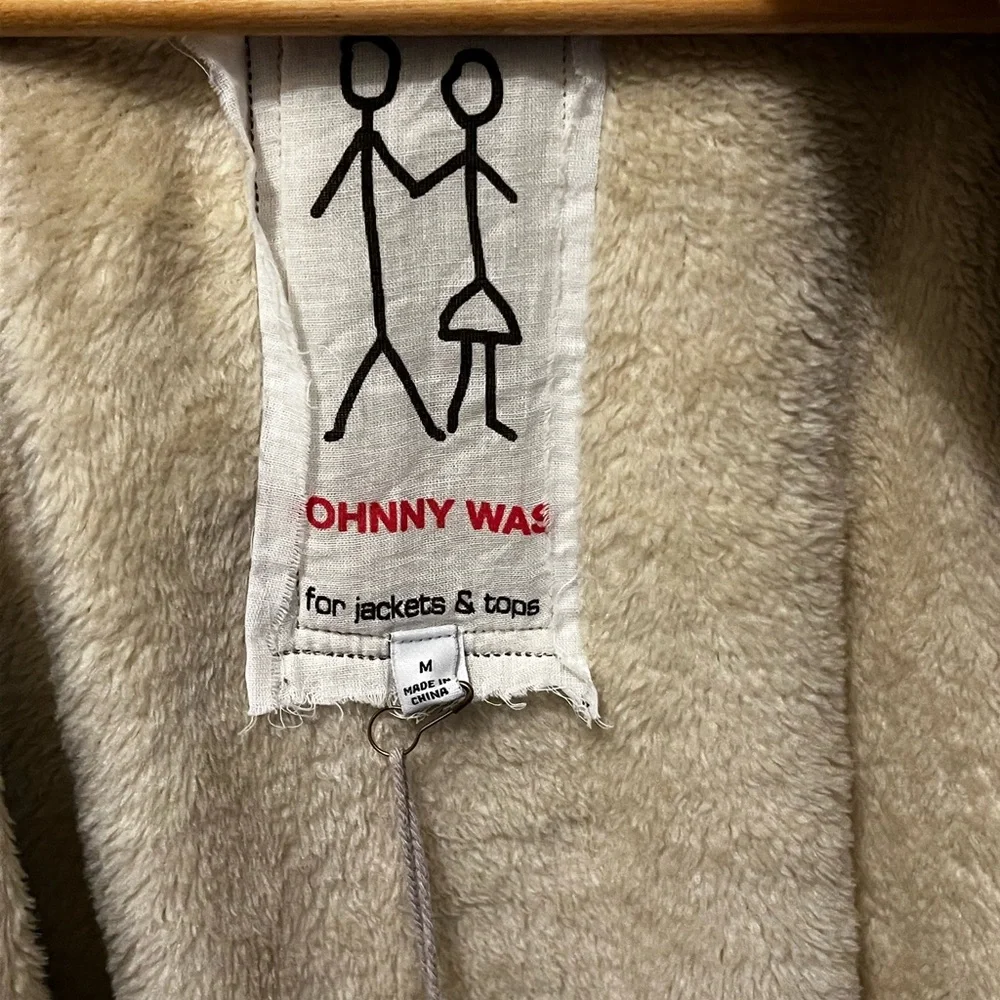 OHNNY WAS
for jackets & tops
M
MADE IN
CHINA